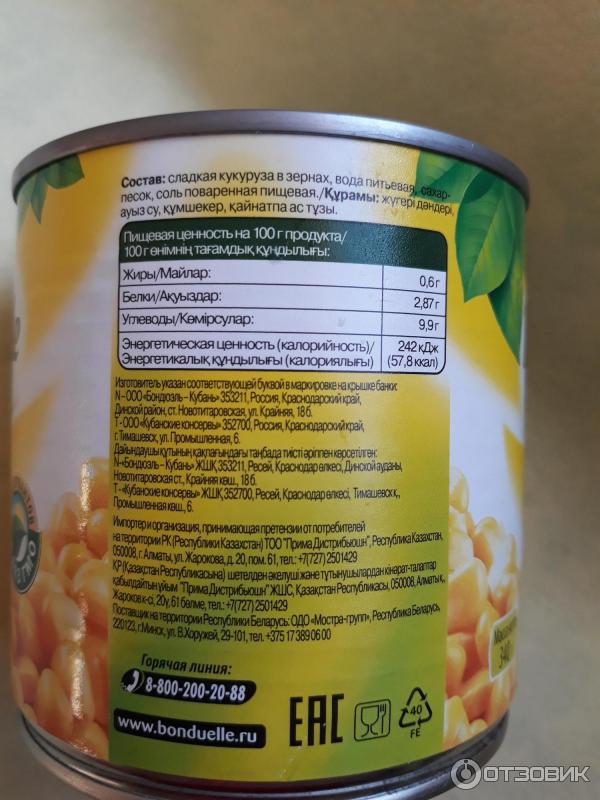 Состав: сладкая кукуруза в зернах, вода питьевая, сахар-
песок, соль поваренная пищевая./Құрамы: жүгері дәндері,
ауыз су, құмшекер, қайнатпа ас тұзы.
Пищевая ценность на 100 г продукта/
100 г өнімнің тағамдық құндылығы:
Жиры/Майлар: 0,6 г
Белки/Ақуыздар: 2,87 г
Углеводы/Көмірсулар: 9,9 г
Энергетическая ценность (калорийность)/ 242 кДж
Энергетикалық құндылығы (калориялығы) (57,8 ккал)
Изготовитель указан соответствующей буквой в маркировке на крышке банки:
N – ООО «Бондюэль – Кубань» 353211, Россия, Краснодарский край,
Динской район, ст. Новотитаровская, ул. Крайняя, 18 б.
T - ООО «Кубанские консервы» 352700, Россия, Краснодарский край,
г. Тимашевск, ул. Промышленная, 6.
Дайындаушы құтының қақпағындағы таңбада тиісті әріппен көрсетілген:
N-«Бондюэль – Кубань» ЖШҚ, 353211, Ресей, Краснодар өлкесі, Динской ауданы,
Новотитаровская ст., Крайняя көш., 18 б.
T - «Кубанские консервы» ЖШҚ, 352700, Ресей, Краснодар өлкесі, Тимашевск қ.,
Промышленная көш., 6.
Импортер и организация, принимающая претензии от потребителей
на территории РК (Республики Казахстан) ТОО "Прима Дистрибьюшн", Республика Казахстан,
050008, г. Алматы, ул. Жарокова, д. 20, пом. 61, тел.: +7(727) 2501429
ҚР (Қазақстан Республикасына) шетелден әкелуші және тұтынушылардан кінәрат-талаптар
қабылдайтын ұйым "Прима Дистрибьюшн" ЖШС, Қазақстан Республикасы, 050008, Алматы қ.,
Жароков к-сі, 20 үй, 61 бөлме, тел.: +7(727) 2501429
Поставщик на территории Республики Беларусь: ОДО «Мостра-групп», Республика Беларусь,
220123, г.Минск, ул. В.Хоружей, 29-101, тел. +375 17 389 06 00
Горячая линия:
8-800-200-20-88
www.bonduelle.ru
EAC
40
FE
ОТЗОВИК